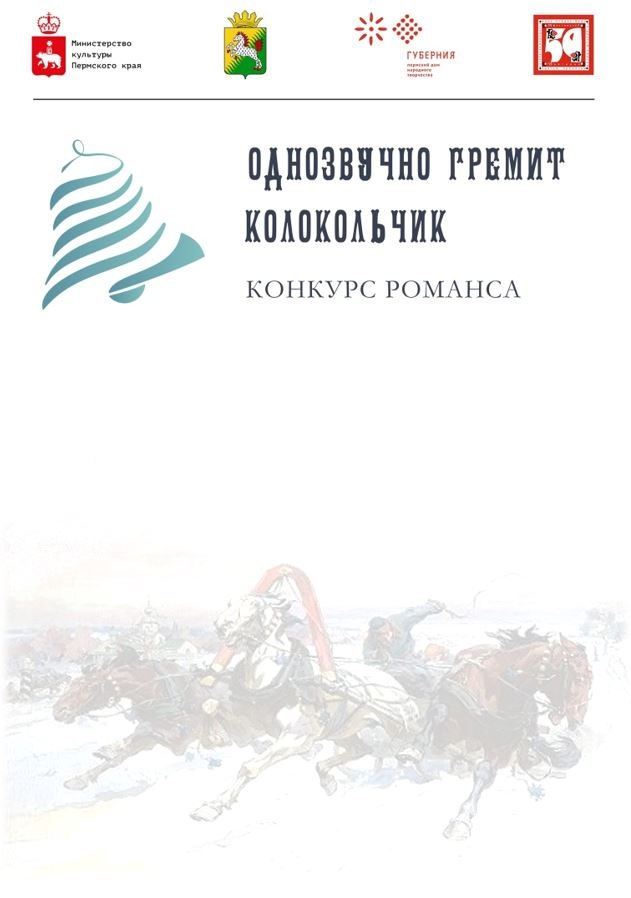 Министерство
культуры
Пермского края
ГУБЕРНИЯ
пермский дом
народного
творчества
ОДНОЗВУЧНО ГРЕМИТ
КОЛОКОЛЬЧИК
КОНКУРС РОМАНСА